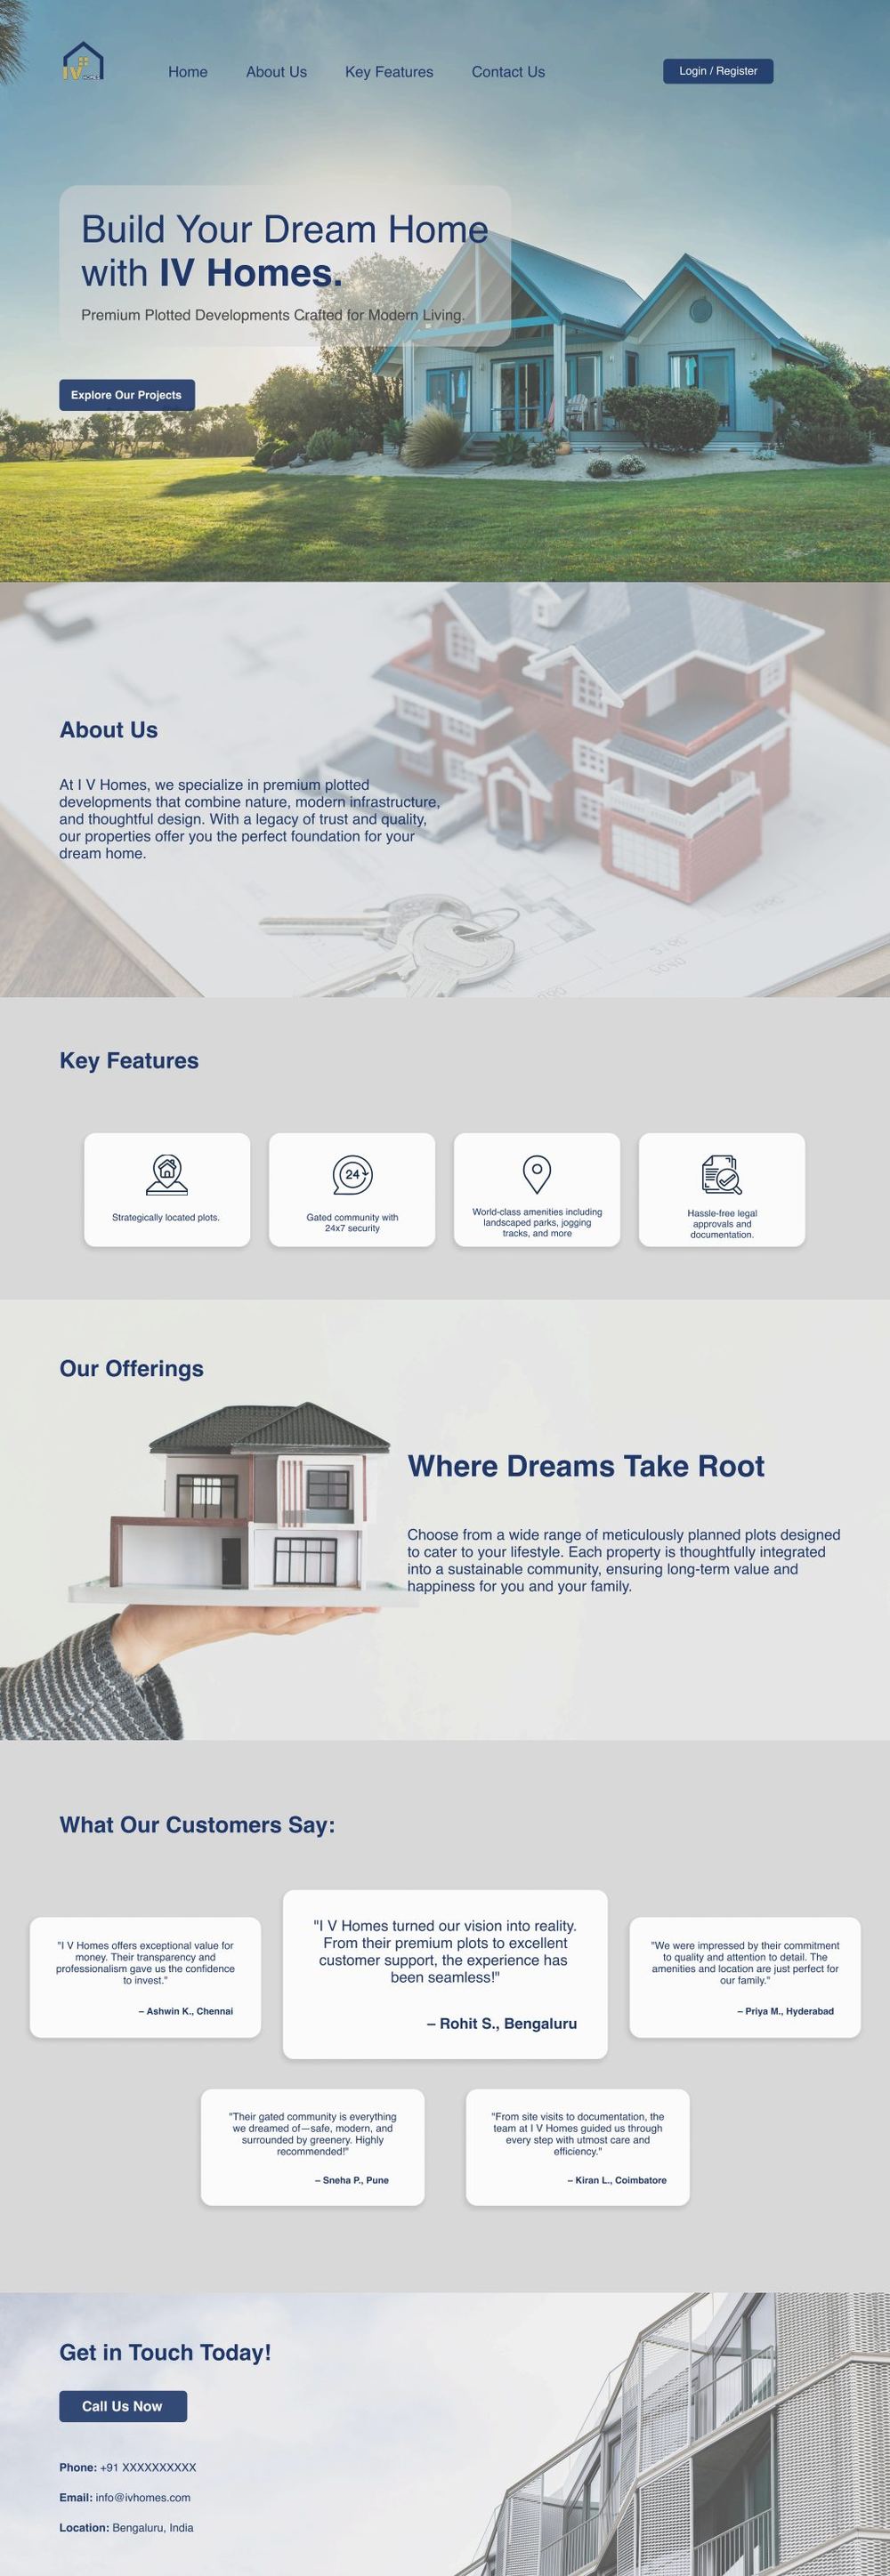 IV
Home
About Us
Key Features
Contact Us
Login / Register
Build Your Dream Home
with IV Homes.
Premium Plotted Developments Crafted for Modern Living.
Explore Our Projects
About Us
At I V Homes, we specialize in premium plotted
developments that combine nature, modern infrastructure,
and thoughtful design. With a legacy of trust and quality,
our properties offer you the perfect foundation for your
dream home.
Key Features
Strategically located plots.
24
Gated community with
24x7 security
World-class amenities including
landscaped parks, jogging
tracks, and more
Hassle-free legal
approvals and
documentation.
Our Offerings
Where Dreams Take Root
Choose from a wide range of meticulously planned plots designed
to cater to your lifestyle. Each property is thoughtfully integrated
into a sustainable community, ensuring long-term value and
happiness for you and your family.
What Our Customers Say:
"I V Homes offers exceptional value for
money. Their transparency and
professionalism gave us the confidence
to invest."
– Ashwin K., Chennai
"I V Homes turned our vision into reality.
From their premium plots to excellent
customer support, the experience has
been seamless!"
– Rohit S., Bengaluru
"We were impressed by their commitment
to quality and attention to detail. The
amenities and location are just perfect for
our family."
– Priya M., Hyderabad
"Their gated community is everything
we dreamed of—safe, modern, and
surrounded by greenery. Highly
recommended!"
– Sneha P., Pune
"From site visits to documentation, the
team at I V Homes guided us through
every step with utmost care and
efficiency."
– Kiran L., Coimbatore
Get in Touch Today!
Call Us Now
Phone: +91 XXXXXXXXXX
Email: info@ivhomes.com
Location: Bengaluru, India